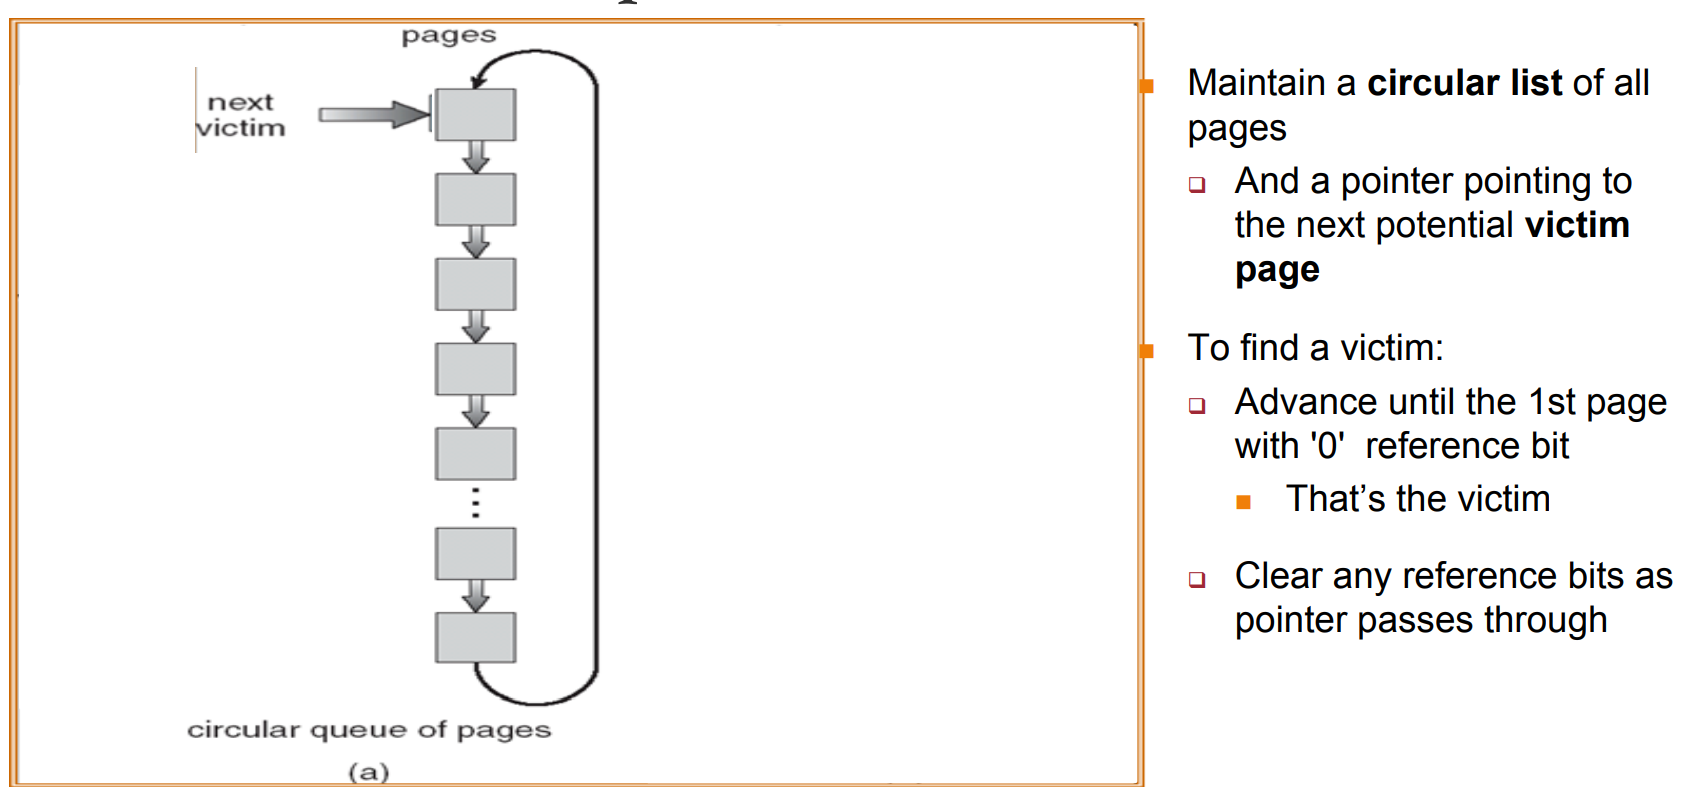 pages
next
victim
circular queue of pages
(a)
Maintain a circular list of all
pages
And a pointer pointing to
the next potential victim
page
To find a victim:
Advance until the 1st page
with '0' reference bit
That’s the victim
Clear any reference bits as
pointer passes through